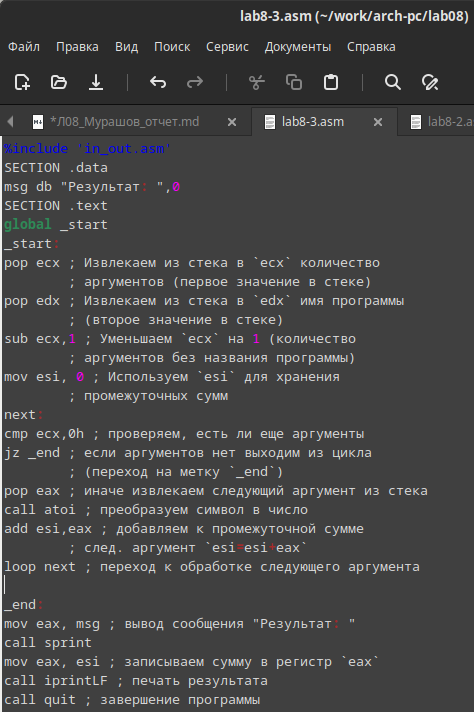 lab8-3.asm (~/work/arch-pc/lab08)
Файл Правка Вид Поиск Сервис Документы Справка
*Л08_Мурашов_отчет.md lab8-3.asm lab8-2.a
%include 'in_out.asm'
SECTION .data
msg db "Результат: ",0
SECTION .text
global _start
_start:
pop ecx ; Извлекаем из стека в `ecx` количество
; аргументов (первое значение в стеке)
pop edx ; Извлекаем из стека в `edx` имя программы
; (второе значение в стеке)
sub ecx,1 ; Уменьшаем `ecx` на 1 (количество
; аргументов без названия программы)
mov esi, 0 ; Используем `esi` для хранения
; промежуточных сумм
next:
cmp ecx,0h ; проверяем, есть ли еще аргументы
jz _end ; если аргументов нет выходим из цикла
; (переход на метку `_end`)
pop eax ; иначе извлекаем следующий аргумент из стека
call atoi ; преобразуем символ в число
add esi,eax ; добавляем к промежуточной сумме
; след. аргумент `esi=esi+eax`
loop next ; переход к обработке следующего аргумента
_end:
mov eax, msg ; вывод сообщения "Результат: "
call sprint
mov eax, esi ; записываем сумму в регистр `eax`
call iprintLF ; печать результата
call quit ; завершение программы